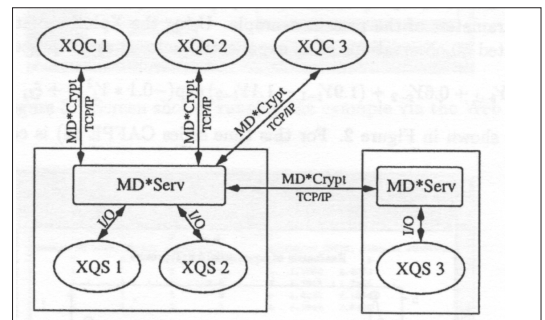 XQC 1
XQC 2
XQC 3
MD*Crypt
TCP/IP
MD*Crypt
TCP/IP
MD*Crypt
TCP/IP
MD*Serv
MD*Crypt
TCP/IP
MD*Serv
I/O
I/O
I/O
XQS 1
XQS 2
XQS 3